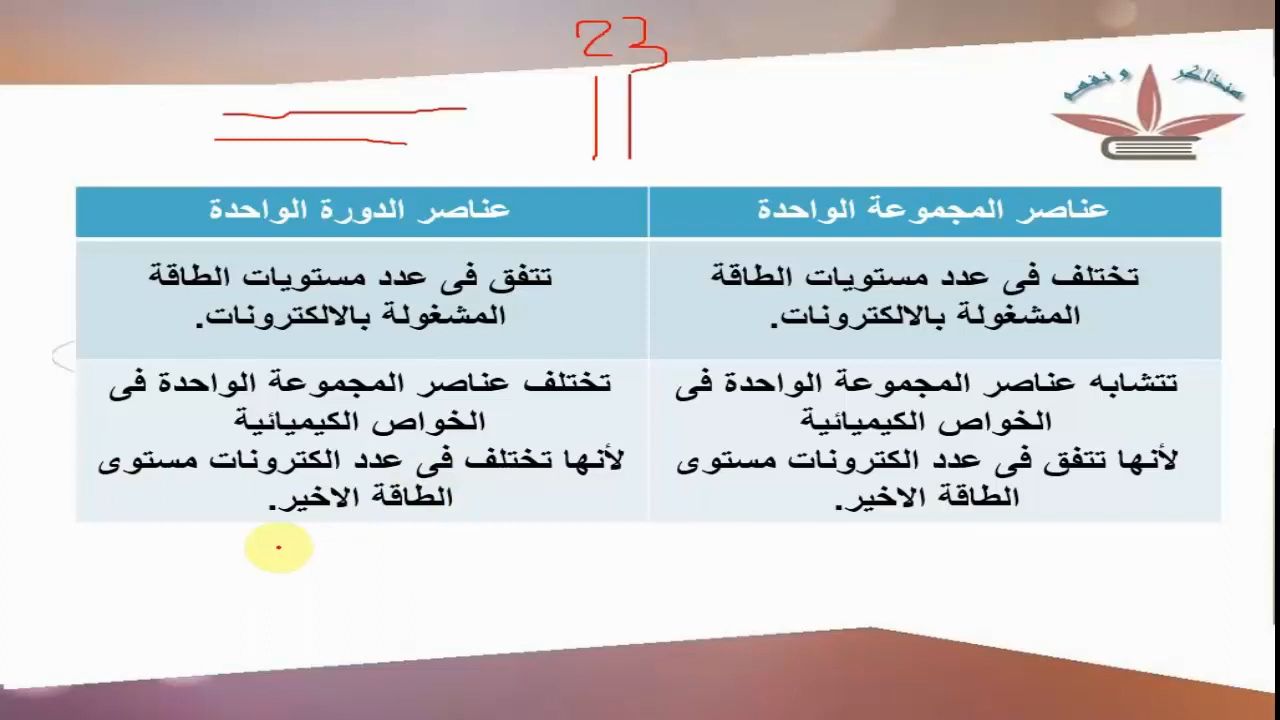 23
هنذاكر ونفهم
عناصر المجموعة الواحدة
عناصر الدورة الواحدة
تختلف فى عدد مستويات الطاقة
المشغولة بالالكترونات.
تتفق فى عدد مستويات الطاقة
المشغولة بالالكترونات.
تتشابه عناصر المجموعة الواحدة فى
الخواص الكيميائية
لأنها تتفق فى عدد الكترونات مستوى
الطاقة الاخير.
تختلف عناصر المجموعة الواحدة فى
الخواص الكيميائية
لأنها تختلف فى عدد الكترونات مستوى
الطاقة الاخير.